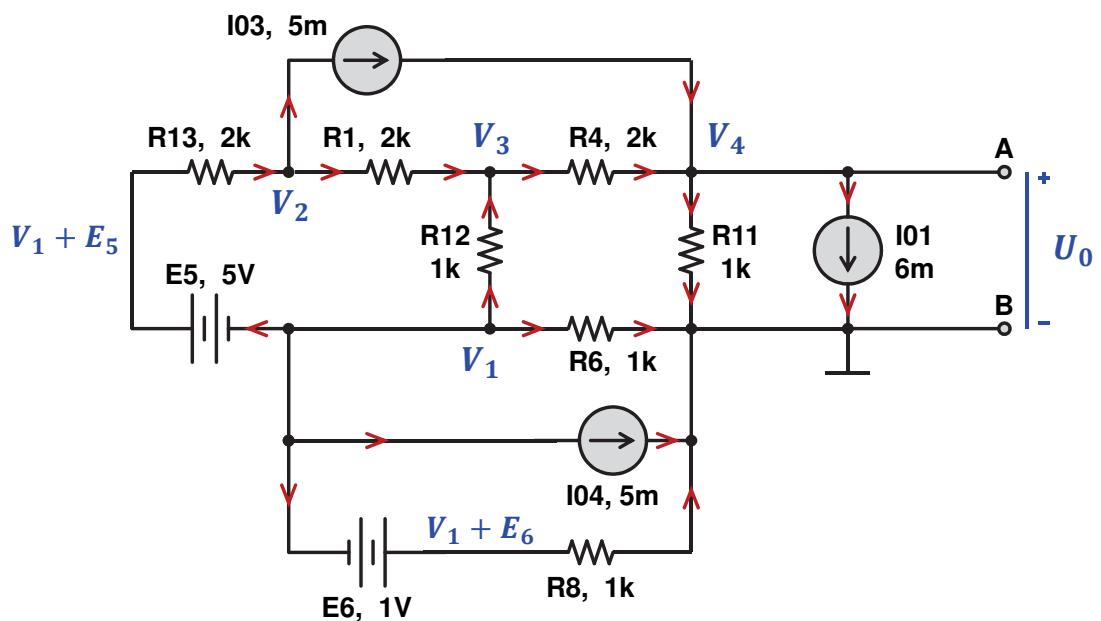 I03, 5m
R13, 2k
R1, 2k
V₃
R4, 2k
V₄
A
+
V₂
V₁ + E₅
R12
1k
R11
1k
I01
6m
U₀
E5, 5V
B
−
V₁
R6, 1k
I04, 5m
V₁ + E₆
R8, 1k
E6, 1V